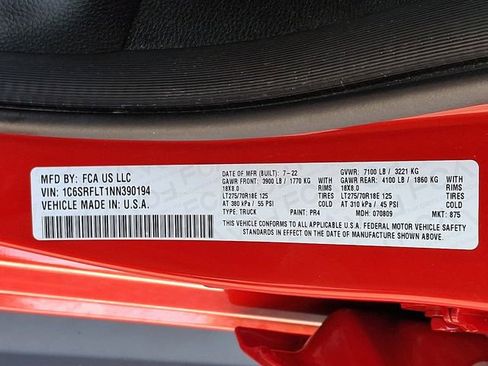 MFD BY: FCA US LLC
VIN: 1C6SRFLT1NN390194
VEHICLE MADE IN: U.S.A.
DATE OF MFR (BUILT): 7-22 GVWR: 7100 LB / 3221 KG
GAWR FRONT: 3900 LB / 1770 KG GAWR REAR: 4100 LB / 1860 KG
18X8.0 RIMS 18X8.0 RIMS
LT275/70R18E 125 TIRES LT275/70R18E 125 TIRES
AT 380 kPa / 55 PSI COLD AT 310 kPa / 45 PSI COLD
TYPE: TRUCK PAINT: PR4 MDH: 070809 MKT: 875
THIS VEHICLE CONFORMS TO ALL APPLICABLE U.S.A. FEDERAL MOTOR VEHICLE SAFETY
STANDARDS IN EFFECT ON THE DATE OF MANUFACTURE SHOWN ABOVE.